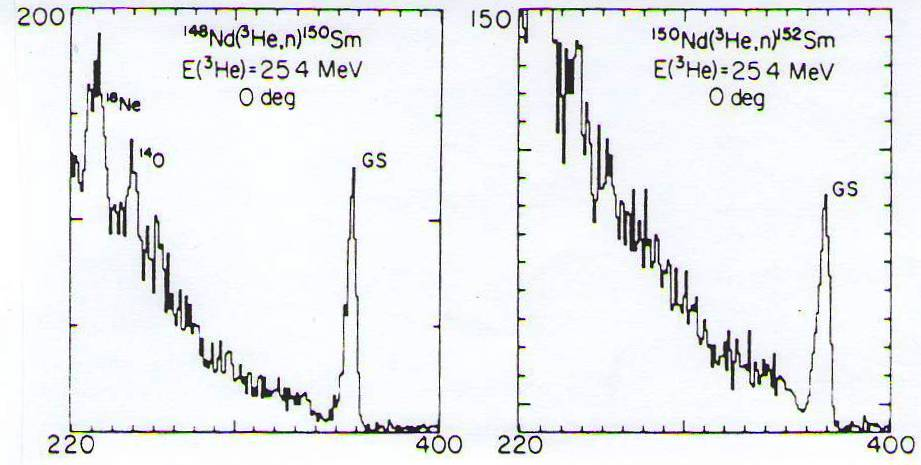 200
¹⁴⁸Nd(³He,n)¹⁵⁰Sm
E(³He)=25 4 MeV
0 deg
¹⁸Ne
¹⁴O
GS
220
400
150
¹⁵⁰Nd(³He,n)¹⁵²Sm
E(³He)=25 4 MeV
0 deg
GS
220
400